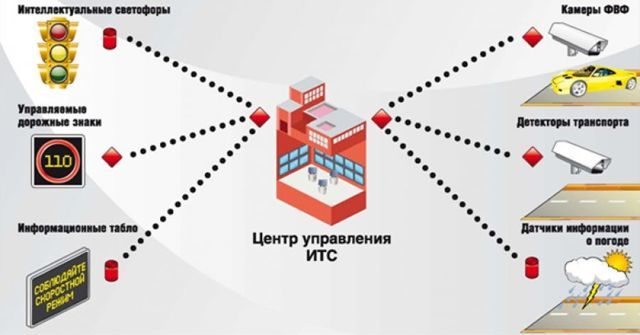 Интеллектуальные светофоры
Управляемые
дорожные знаки
110
Информационные табло
СОБЛЮДАЙТЕ
СКОРОСТНОЙ
РЕЖИМ
Центр управления
ИТС
Камеры ФВФ
Детекторы транспорта
Датчики информации
о погоде